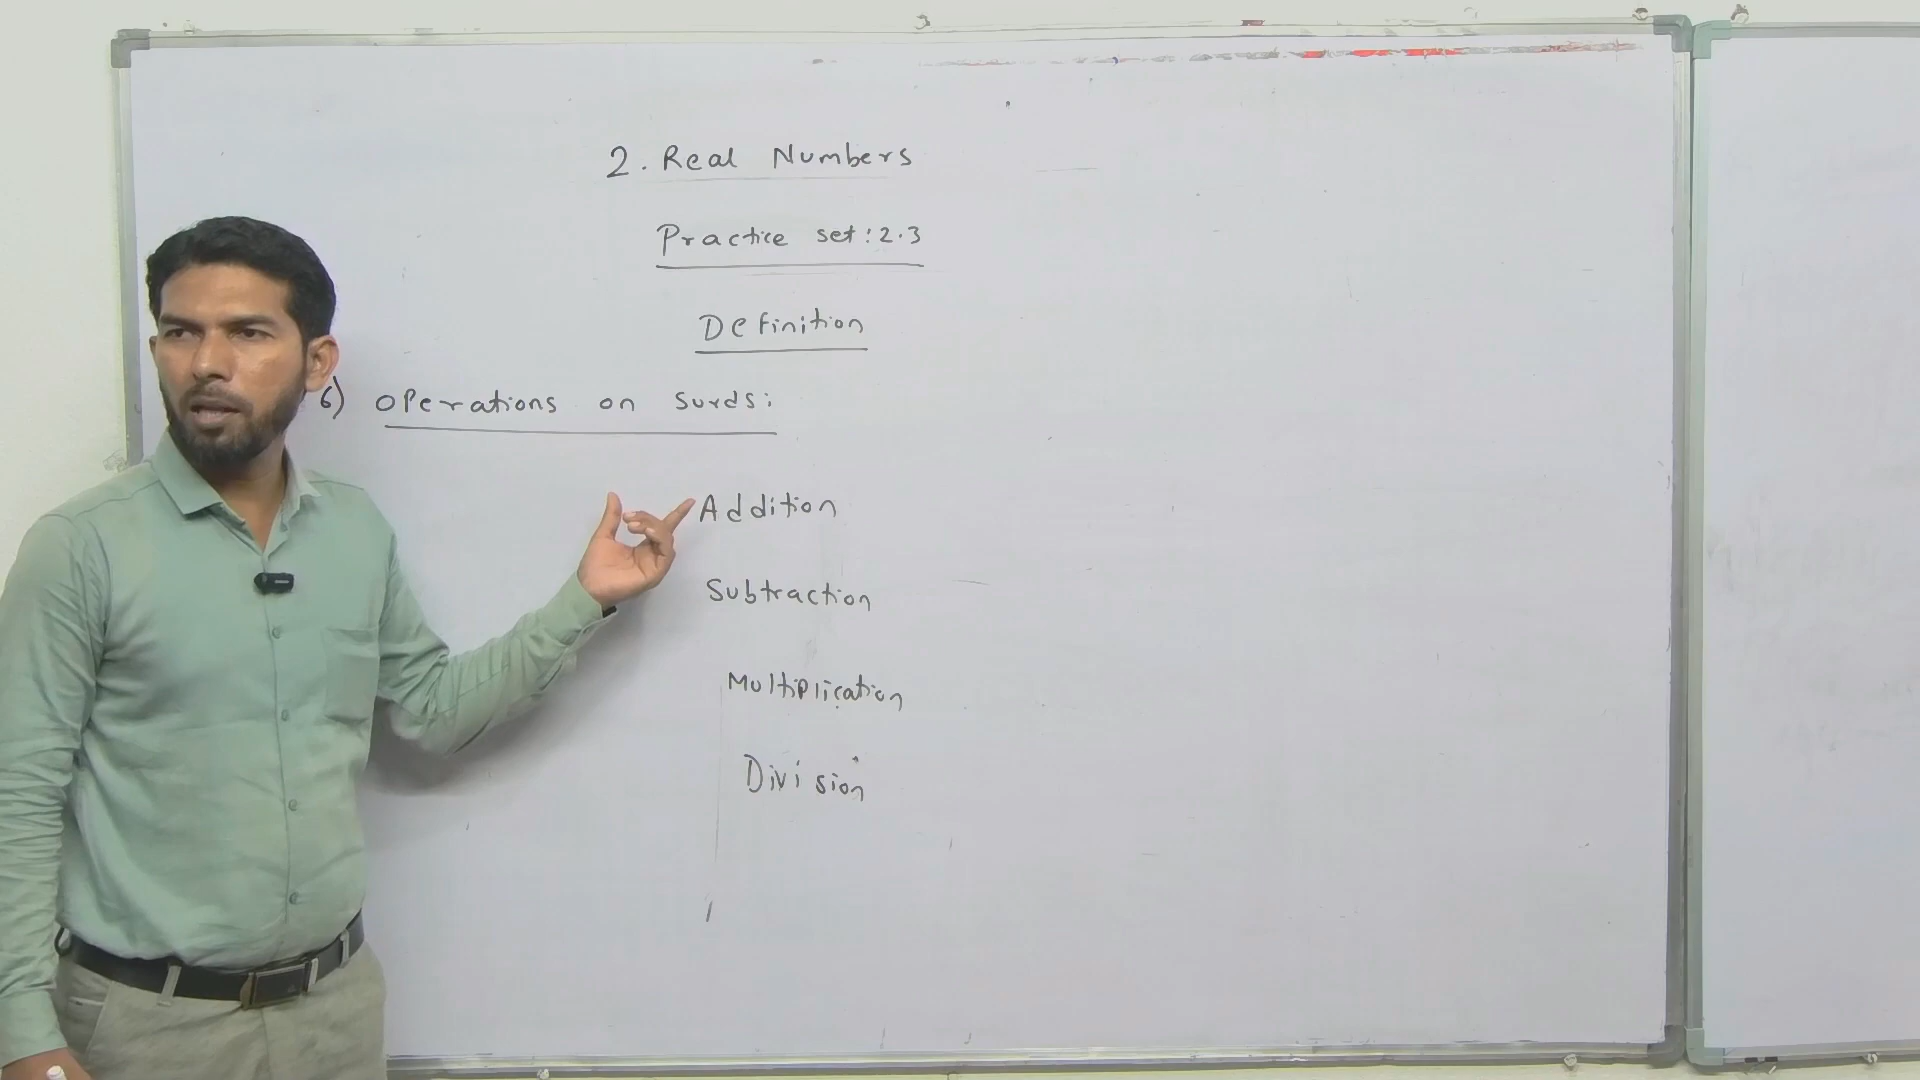 2. Real Numbers
Practice set: 2.3
Definition
6) Operations on Surds:
Addition
Subtraction
Multiplication
Division